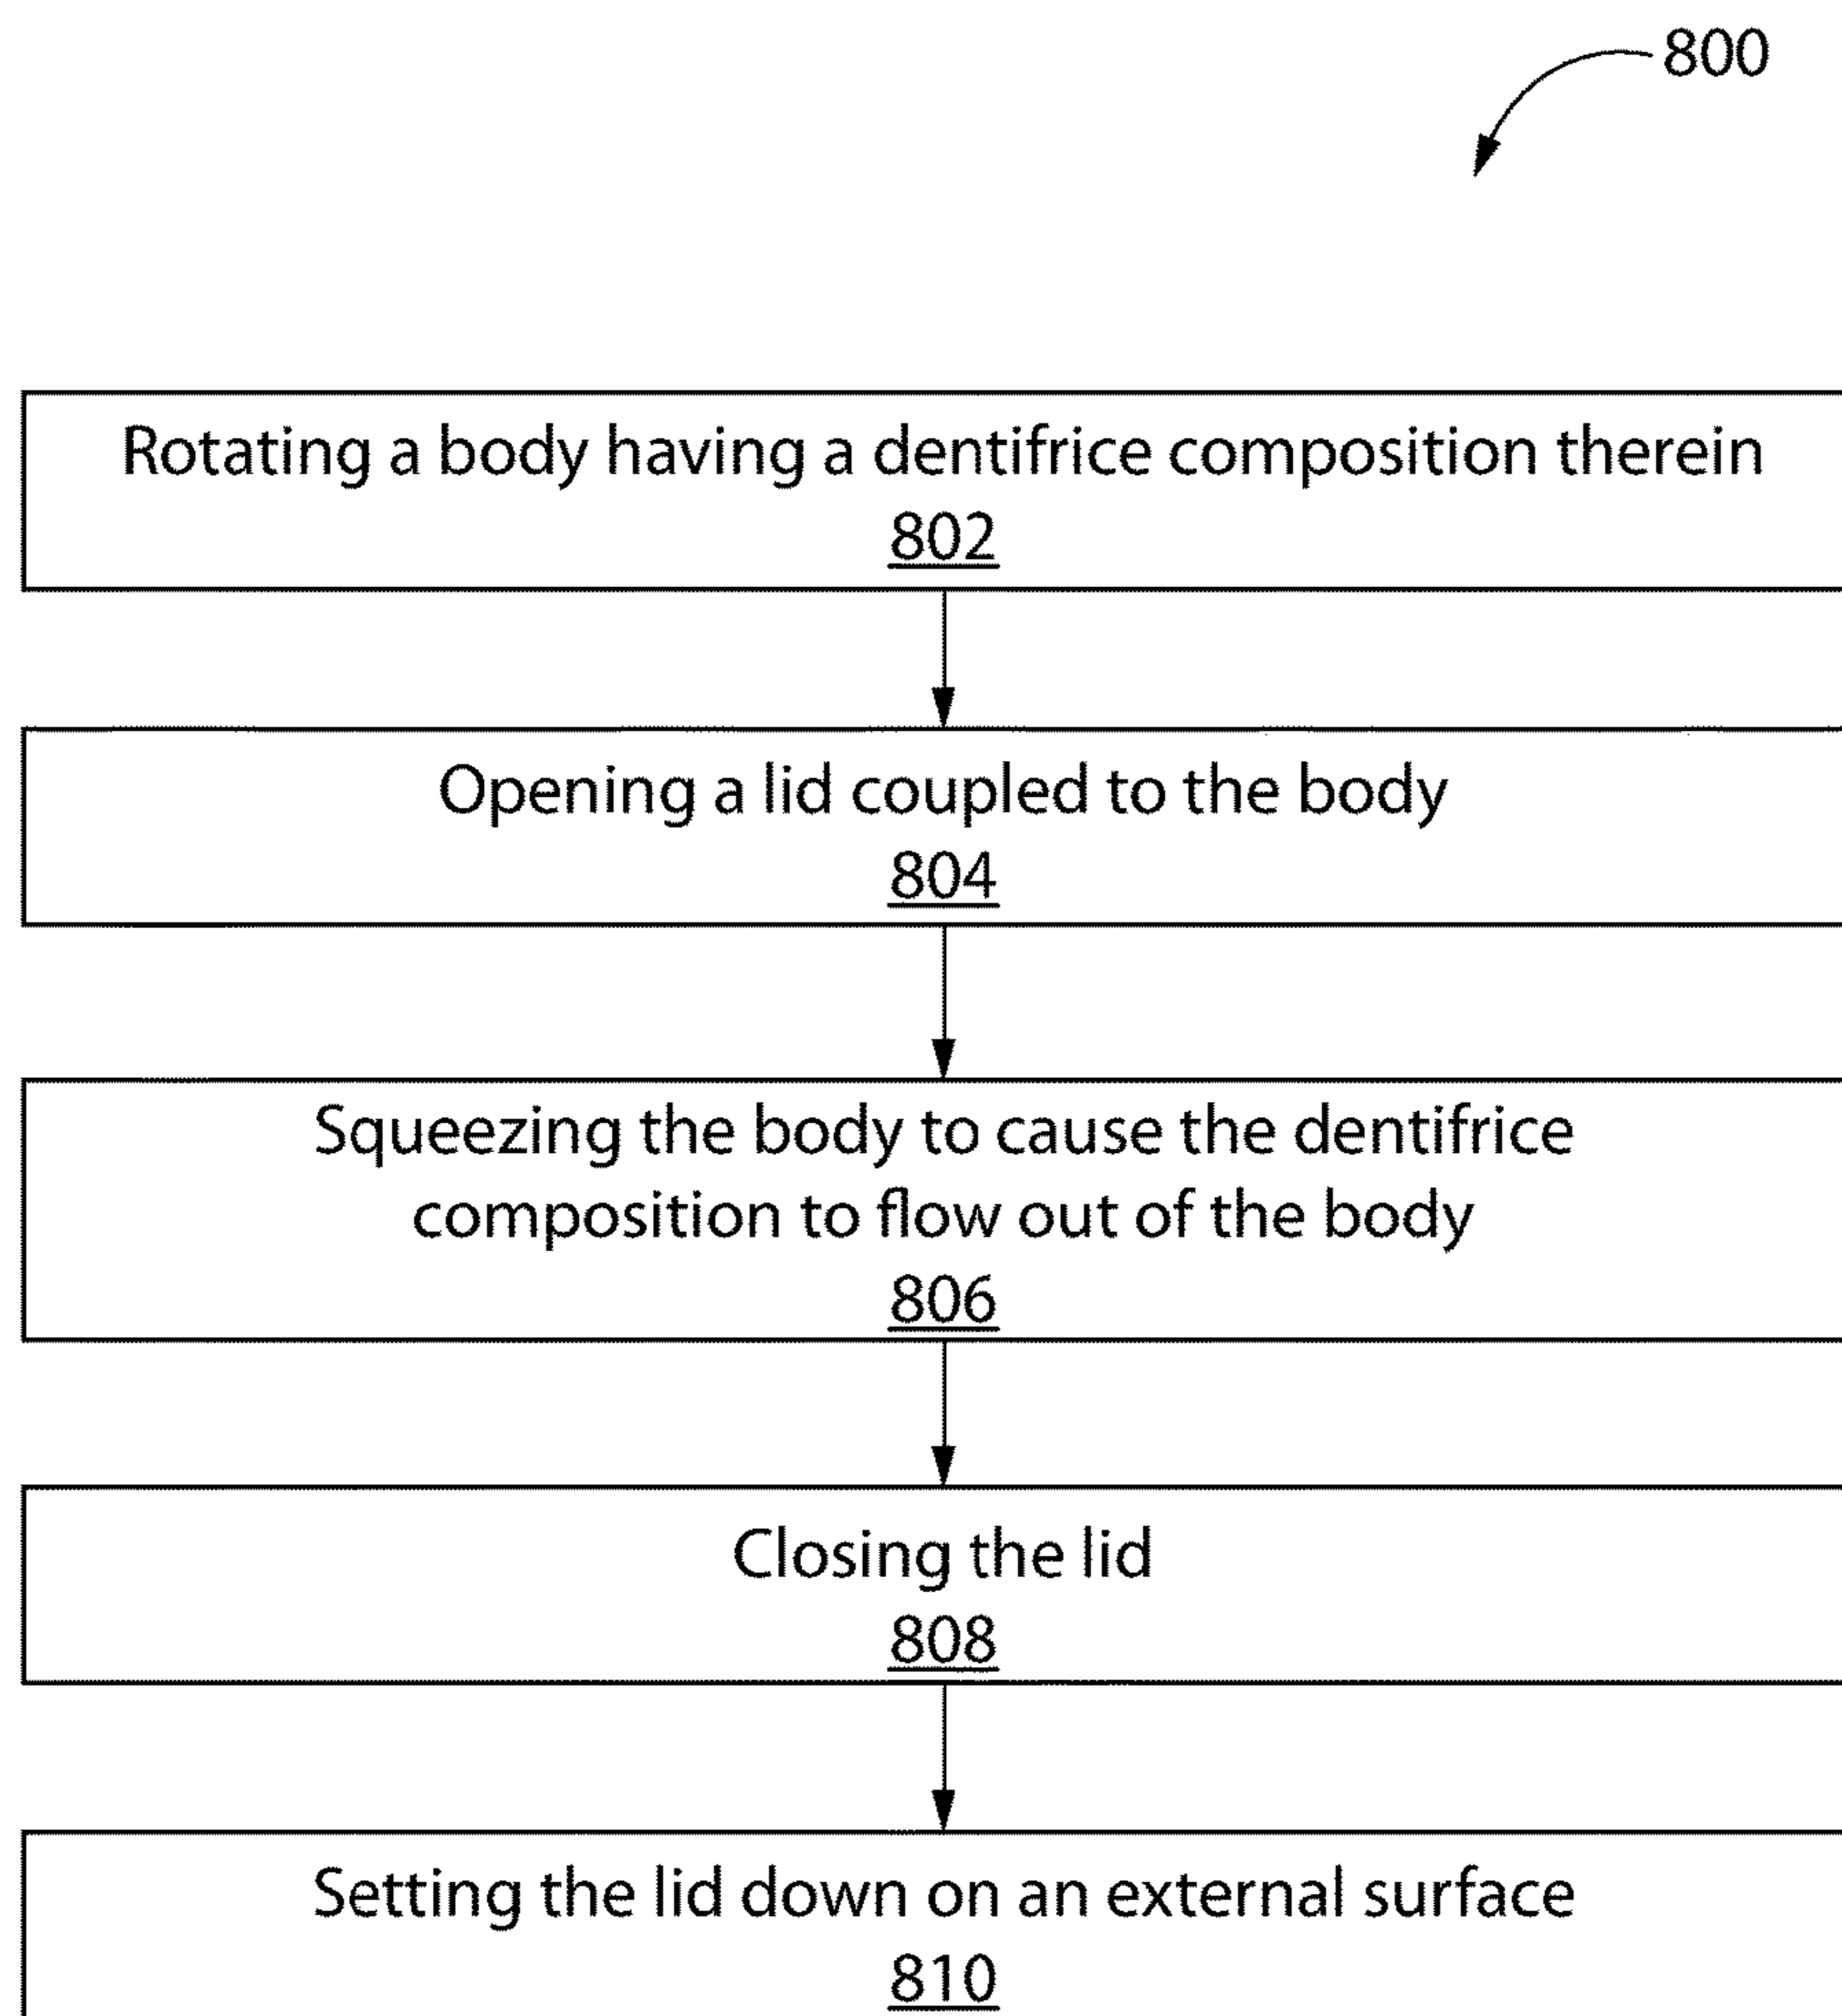 800
Rotating a body having a dentifrice composition therein
802
Opening a lid coupled to the body
804
Squeezing the body to cause the dentifrice
composition to flow out of the body
806
Closing the lid
808
Setting the lid down on an external surface
810